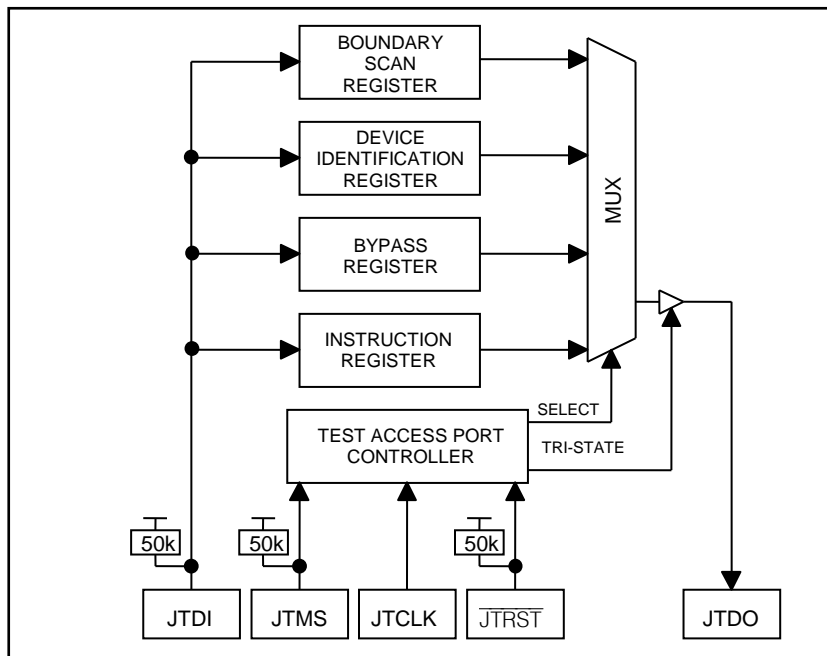 BOUNDARY
SCAN
REGISTER
DEVICE
IDENTIFICATION
REGISTER
BYPASS
REGISTER
INSTRUCTION
REGISTER
MUX
SELECT
TRI-STATE
TEST ACCESS PORT
CONTROLLER
50k
50k
50k
JTDI
JTMS
JTCLK
JTRST
JTDO